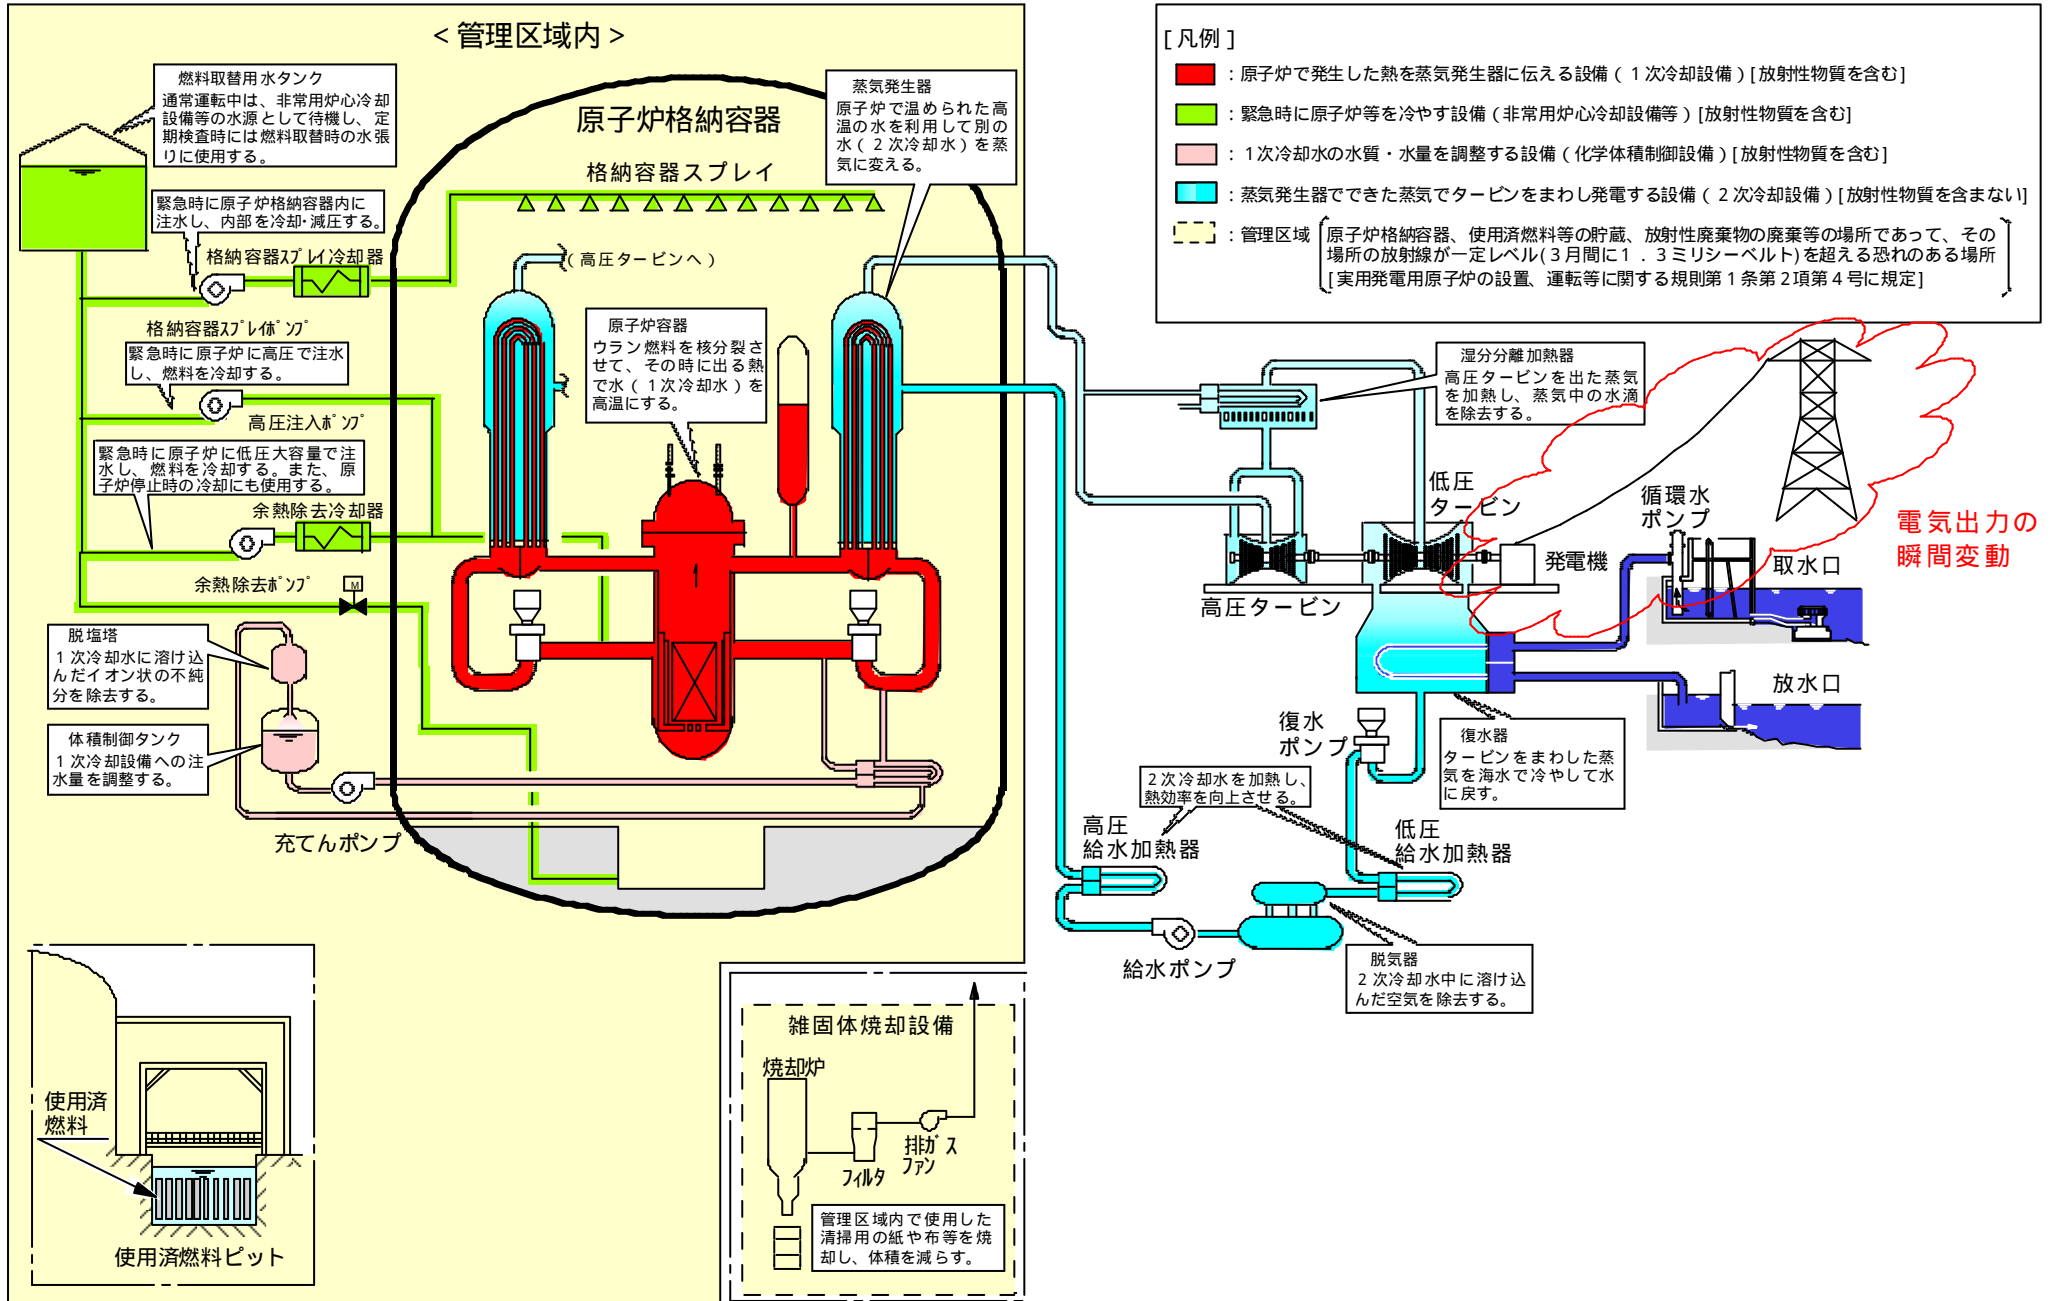 ＜管理区域内＞
燃料取替用水タンク
通常運転中は、非常用炉心冷却
設備等の水源として待機し、定
期検査時には燃料取替時の水張
りに使用する。
原子炉格納容器
蒸気発生器
原子炉で温められた高
温の水を利用して別の
水（２次冷却水）を蒸
気に変える。
格納容器スプレイ
緊急時に原子炉格納容器内に
注水し、内部を冷却・減圧する。
格納容器ｽﾌﾟﾚｲ冷却器
（高圧タービンへ）
格納容器ｽﾌﾟﾚｲﾎﾟﾝﾌﾟ
緊急時に原子炉に高圧で注水
し、燃料を冷却する。
高圧注入ﾎﾟﾝﾌﾟ
原子炉容器
ウラン燃料を核分裂さ
せて、その時に出る熱
で水（１次冷却水）を
高温にする。
緊急時に原子炉に低圧大容量で注
水し、燃料を冷却する。また、原
子炉停止時の冷却にも使用する。
余熱除去冷却器
余熱除去ﾎﾟﾝﾌﾟ
M
脱塩塔
１次冷却水に溶け込
んだイオン状の不純
分を除去する。
体積制御タンク
１次冷却設備への注
水量を調整する。
充てんポンプ
使用済
燃料
使用済燃料ピット
雑固体焼却設備
焼却炉
フィルタ
排ガス
ファン
管理区域内で使用した
清掃用の紙や布等を焼
却し、体積を減らす。
[凡例]
：原子炉で発生した熱を蒸気発生器に伝える設備（１次冷却設備）[放射性物質を含む]
：緊急時に原子炉等を冷やす設備（非常用炉心冷却設備等）[放射性物質を含む]
：１次冷却水の水質・水量を調整する設備（化学体積制御設備）[放射性物質を含む]
：蒸気発生器でできた蒸気でタービンをまわし発電する設備（２次冷却設備）[放射性物質を含まない]
：管理区域
原子炉格納容器、使用済燃料等の貯蔵、放射性廃棄物の廃棄等の場所であって、その
場所の放射線が一定レベル(３月間に１．３ミリシーベルト)を超える恐れのある場所
[実用発電用原子炉の設置、運転等に関する規則第１条第２項第４号に規定]
湿分分離加熱器
高圧タービンを出た蒸気
を加熱し、蒸気中の水滴
を除去する。
低圧
タービン
高圧タービン
発電機
循環水
ポンプ
取水口
放水口
電気出力の
瞬間変動
復水
ポンプ
復水器
タービンをまわした蒸
気を海水で冷やして水
に戻す。
２次冷却水を加熱し、
熱効率を向上させる。
高圧
給水加熱器
低圧
給水加熱器
給水ポンプ
脱気器
２次冷却水中に溶け込
んだ空気を除去する。